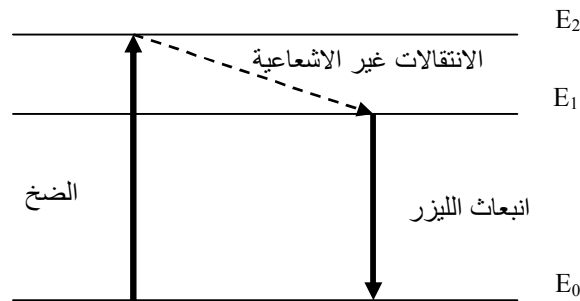 E₂
الانتقالات غير الاشعاعية
E₁
الضخ
انبعاث الليزر
E₀